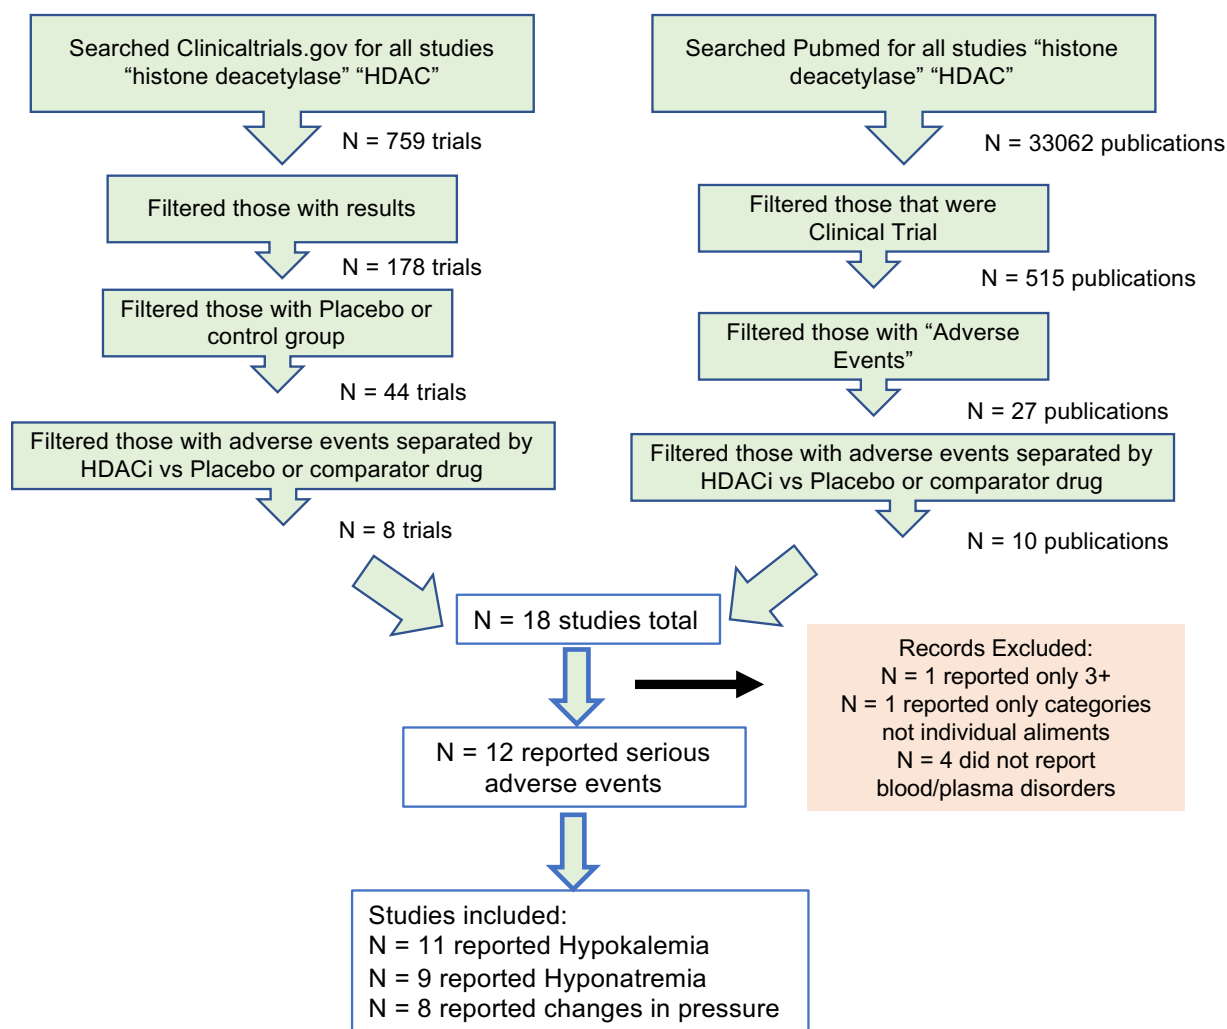 Searched Clinicaltrials.gov for all studies
“histone deacetylase” “HDAC”
N = 759 trials
Filtered those with results
N = 178 trials
Filtered those with Placebo or
control group
N = 44 trials
Filtered those with adverse events separated by
HDACi vs Placebo or comparator drug
N = 8 trials
Searched Pubmed for all studies “histone
deacetylase” “HDAC”
N = 33062 publications
Filtered those that were
Clinical Trial
N = 515 publications
Filtered those with “Adverse
Events”
N = 27 publications
Filtered those with adverse events separated by
HDACi vs Placebo or comparator drug
N = 10 publications
N = 18 studies total
Records Excluded:
N = 1 reported only 3+
N = 1 reported only categories
not individual aliments
N = 4 did not report
blood/plasma disorders
N = 12 reported serious
adverse events
Studies included:
N = 11 reported Hypokalemia
N = 9 reported Hyponatremia
N = 8 reported changes in pressure